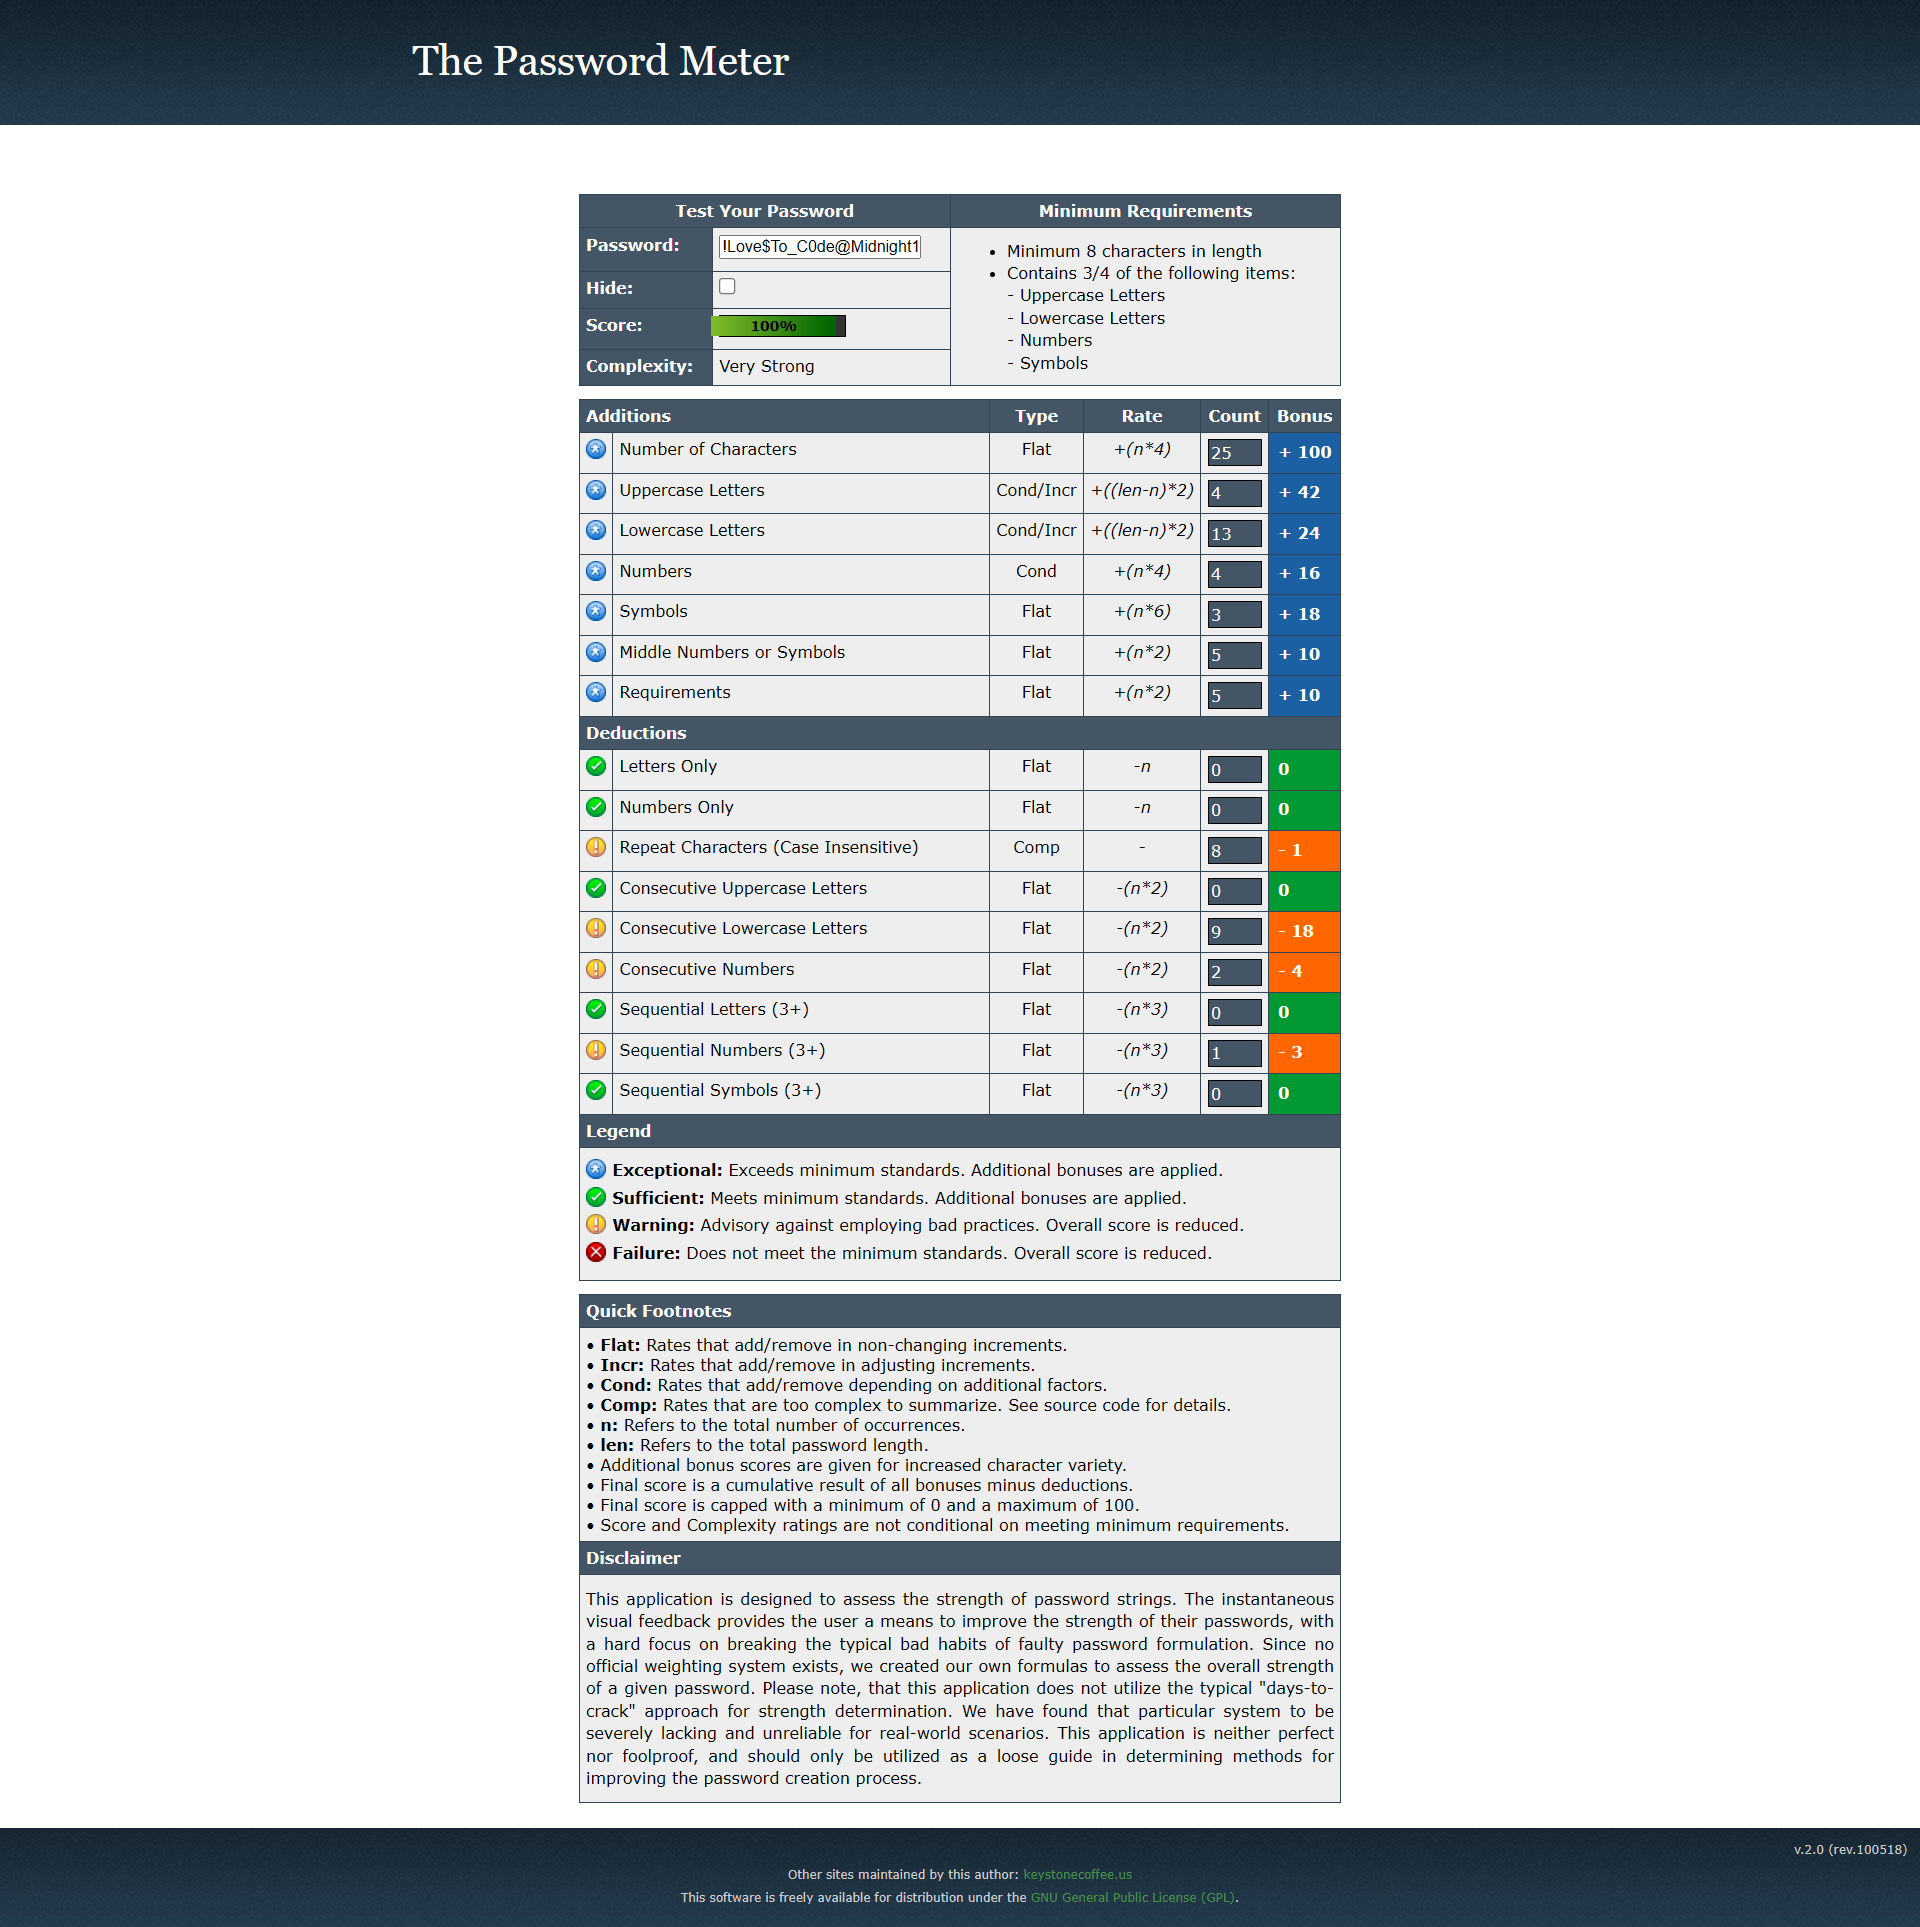 The Password Meter
Test Your Password Minimum Requirements
Password: !Love$To_C0de@Midnight1
Hide:
Score: 100%
Complexity: Very Strong
• Minimum 8 characters in length
• Contains 3/4 of the following items:
- Uppercase Letters
- Lowercase Letters
- Numbers
- Symbols
Additions Type Rate Count Bonus
Number of Characters Flat +(n*4) 25 + 100
Uppercase Letters Cond/Incr +((len-n)*2) 4 + 42
Lowercase Letters Cond/Incr +((len-n)*2) 13 + 24
Numbers Cond +(n*4) 4 + 16
Symbols Flat +(n*6) 3 + 18
Middle Numbers or Symbols Flat +(n*2) 5 + 10
Requirements Flat +(n*2) 5 + 10
Deductions
Letters Only Flat -n 0 0
Numbers Only Flat -n 0 0
Repeat Characters (Case Insensitive) Comp - 8 - 1
Consecutive Uppercase Letters Flat -(n*2) 0 0
Consecutive Lowercase Letters Flat -(n*2) 9 - 18
Consecutive Numbers Flat -(n*2) 2 - 4
Sequential Letters (3+) Flat -(n*3) 0 0
Sequential Numbers (3+) Flat -(n*3) 1 - 3
Sequential Symbols (3+) Flat -(n*3) 0 0
Legend
Exceptional: Exceeds minimum standards. Additional bonuses are applied.
Sufficient: Meets minimum standards. Additional bonuses are applied.
Warning: Advisory against employing bad practices. Overall score is reduced.
Failure: Does not meet the minimum standards. Overall score is reduced.
Quick Footnotes
• Flat: Rates that add/remove in non-changing increments.
• Incr: Rates that add/remove in adjusting increments.
• Cond: Rates that add/remove depending on additional factors.
• Comp: Rates that are too complex to summarize. See source code for details.
• n: Refers to the total number of occurrences.
• len: Refers to the total password length.
• Additional bonus scores are given for increased character variety.
• Final score is a cumulative result of all bonuses minus deductions.
• Final score is capped with a minimum of 0 and a maximum of 100.
• Score and Complexity ratings are not conditional on meeting minimum requirements.
Disclaimer
This application is designed to assess the strength of password strings. The instantaneous
visual feedback provides the user a means to improve the strength of their passwords, with
a hard focus on breaking the typical bad habits of faulty password formulation. Since no
official weighting system exists, we created our own formulas to assess the overall strength
of a given password. Please note, that this application does not utilize the typical "days-to-
crack" approach for strength determination. We have found that particular system to be
severely lacking and unreliable for real-world scenarios. This application is neither perfect
nor foolproof, and should only be utilized as a loose guide in determining methods for
improving the password creation process.
v.2.0 (rev.100518)
Other sites maintained by this author: keystonecoffee.us
This software is freely available for distribution under the GNU General Public License (GPL).